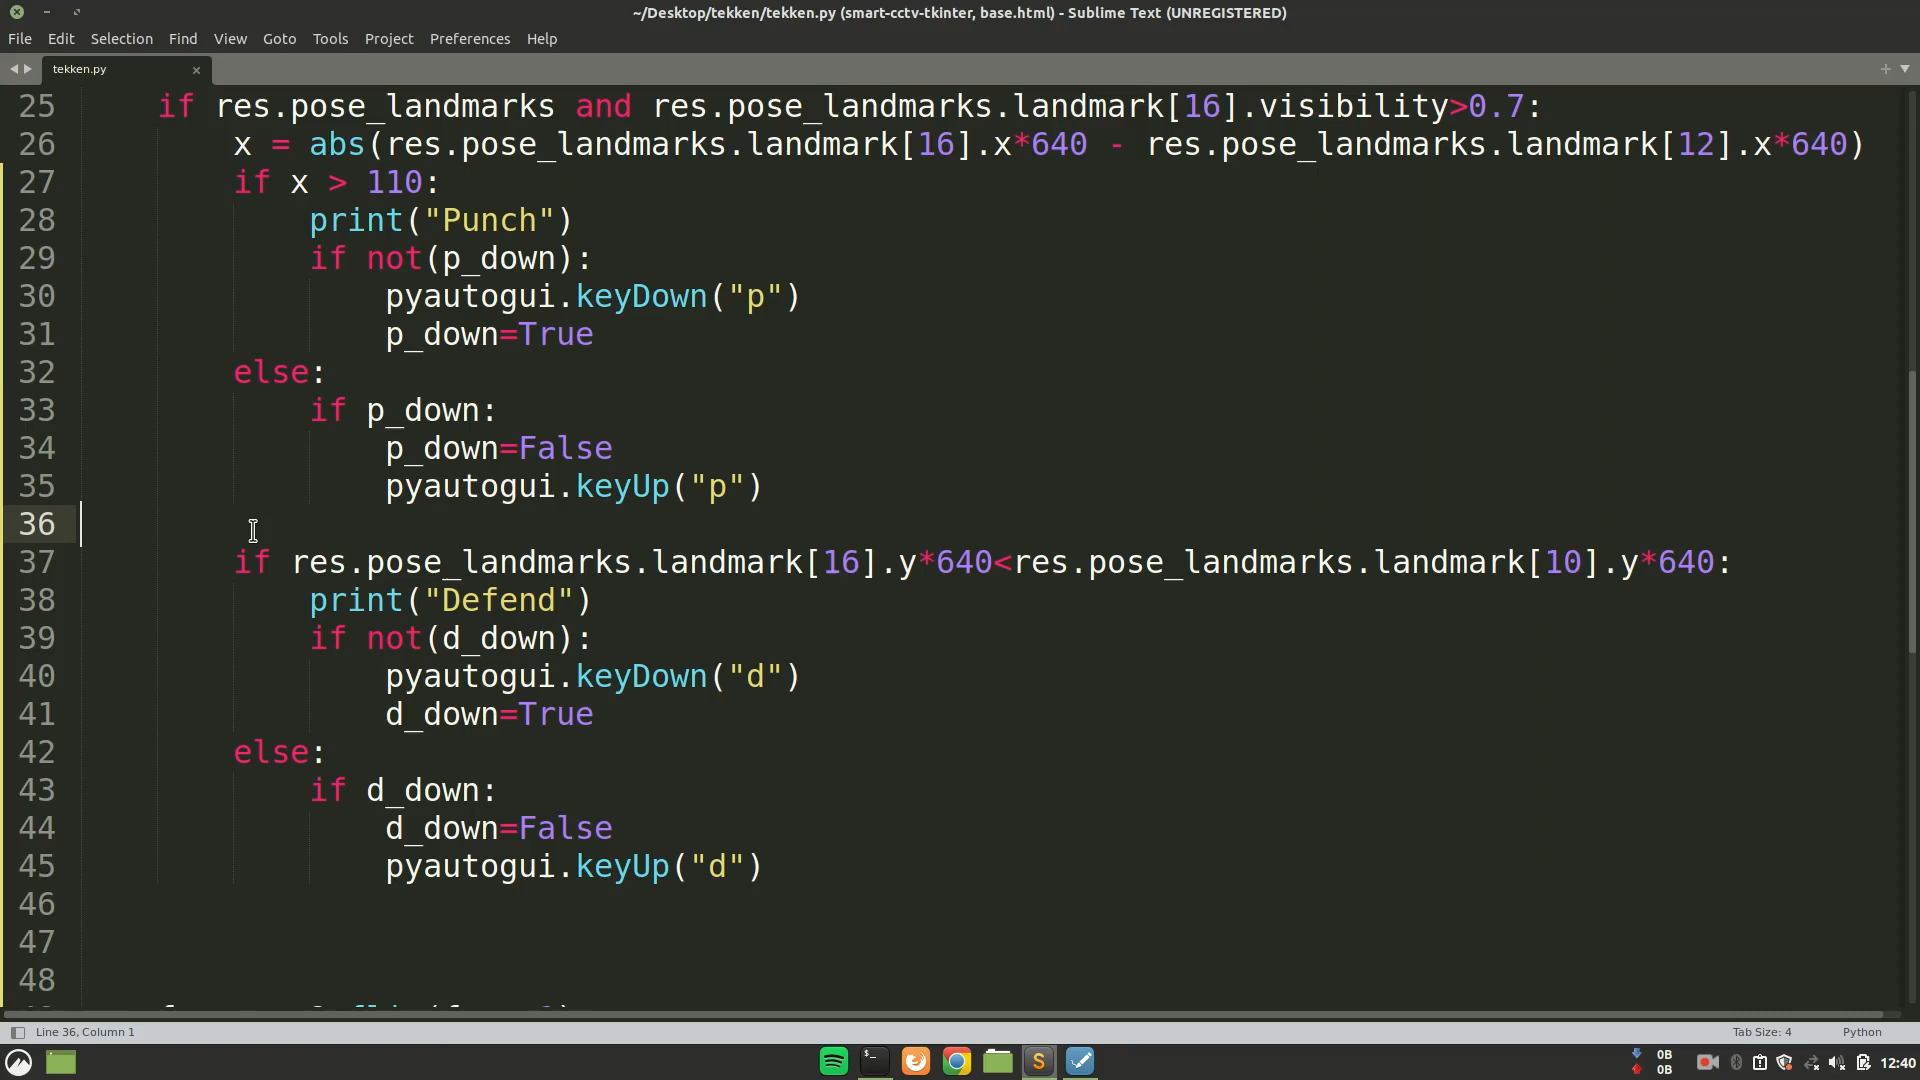 ~/Desktop/tekken/tekken.py (smart-cctv-tkinter, base.html) - Sublime Text (UNREGISTERED)
File Edit Selection Find View Goto Tools Project Preferences Help
tekken.py
25 if res.pose_landmarks and res.pose_landmarks.landmark[16].visibility>0.7:
26 x = abs(res.pose_landmarks.landmark[16].x*640 - res.pose_landmarks.landmark[12].x*640)
27 if x > 110:
28 print("Punch")
29 if not(p_down):
30 pyautogui.keyDown("p")
31 p_down=True
32 else:
33 if p_down:
34 p_down=False
35 pyautogui.keyUp("p")
36
37 if res.pose_landmarks.landmark[16].y*640<res.pose_landmarks.landmark[10].y*640:
38 print("Defend")
39 if not(d_down):
40 pyautogui.keyDown("d")
41 d_down=True
42 else:
43 if d_down:
44 d_down=False
45 pyautogui.keyUp("d")
46
47
48
Line 36, Column 1 Tab Size: 4 Python
0B
0B
12:40